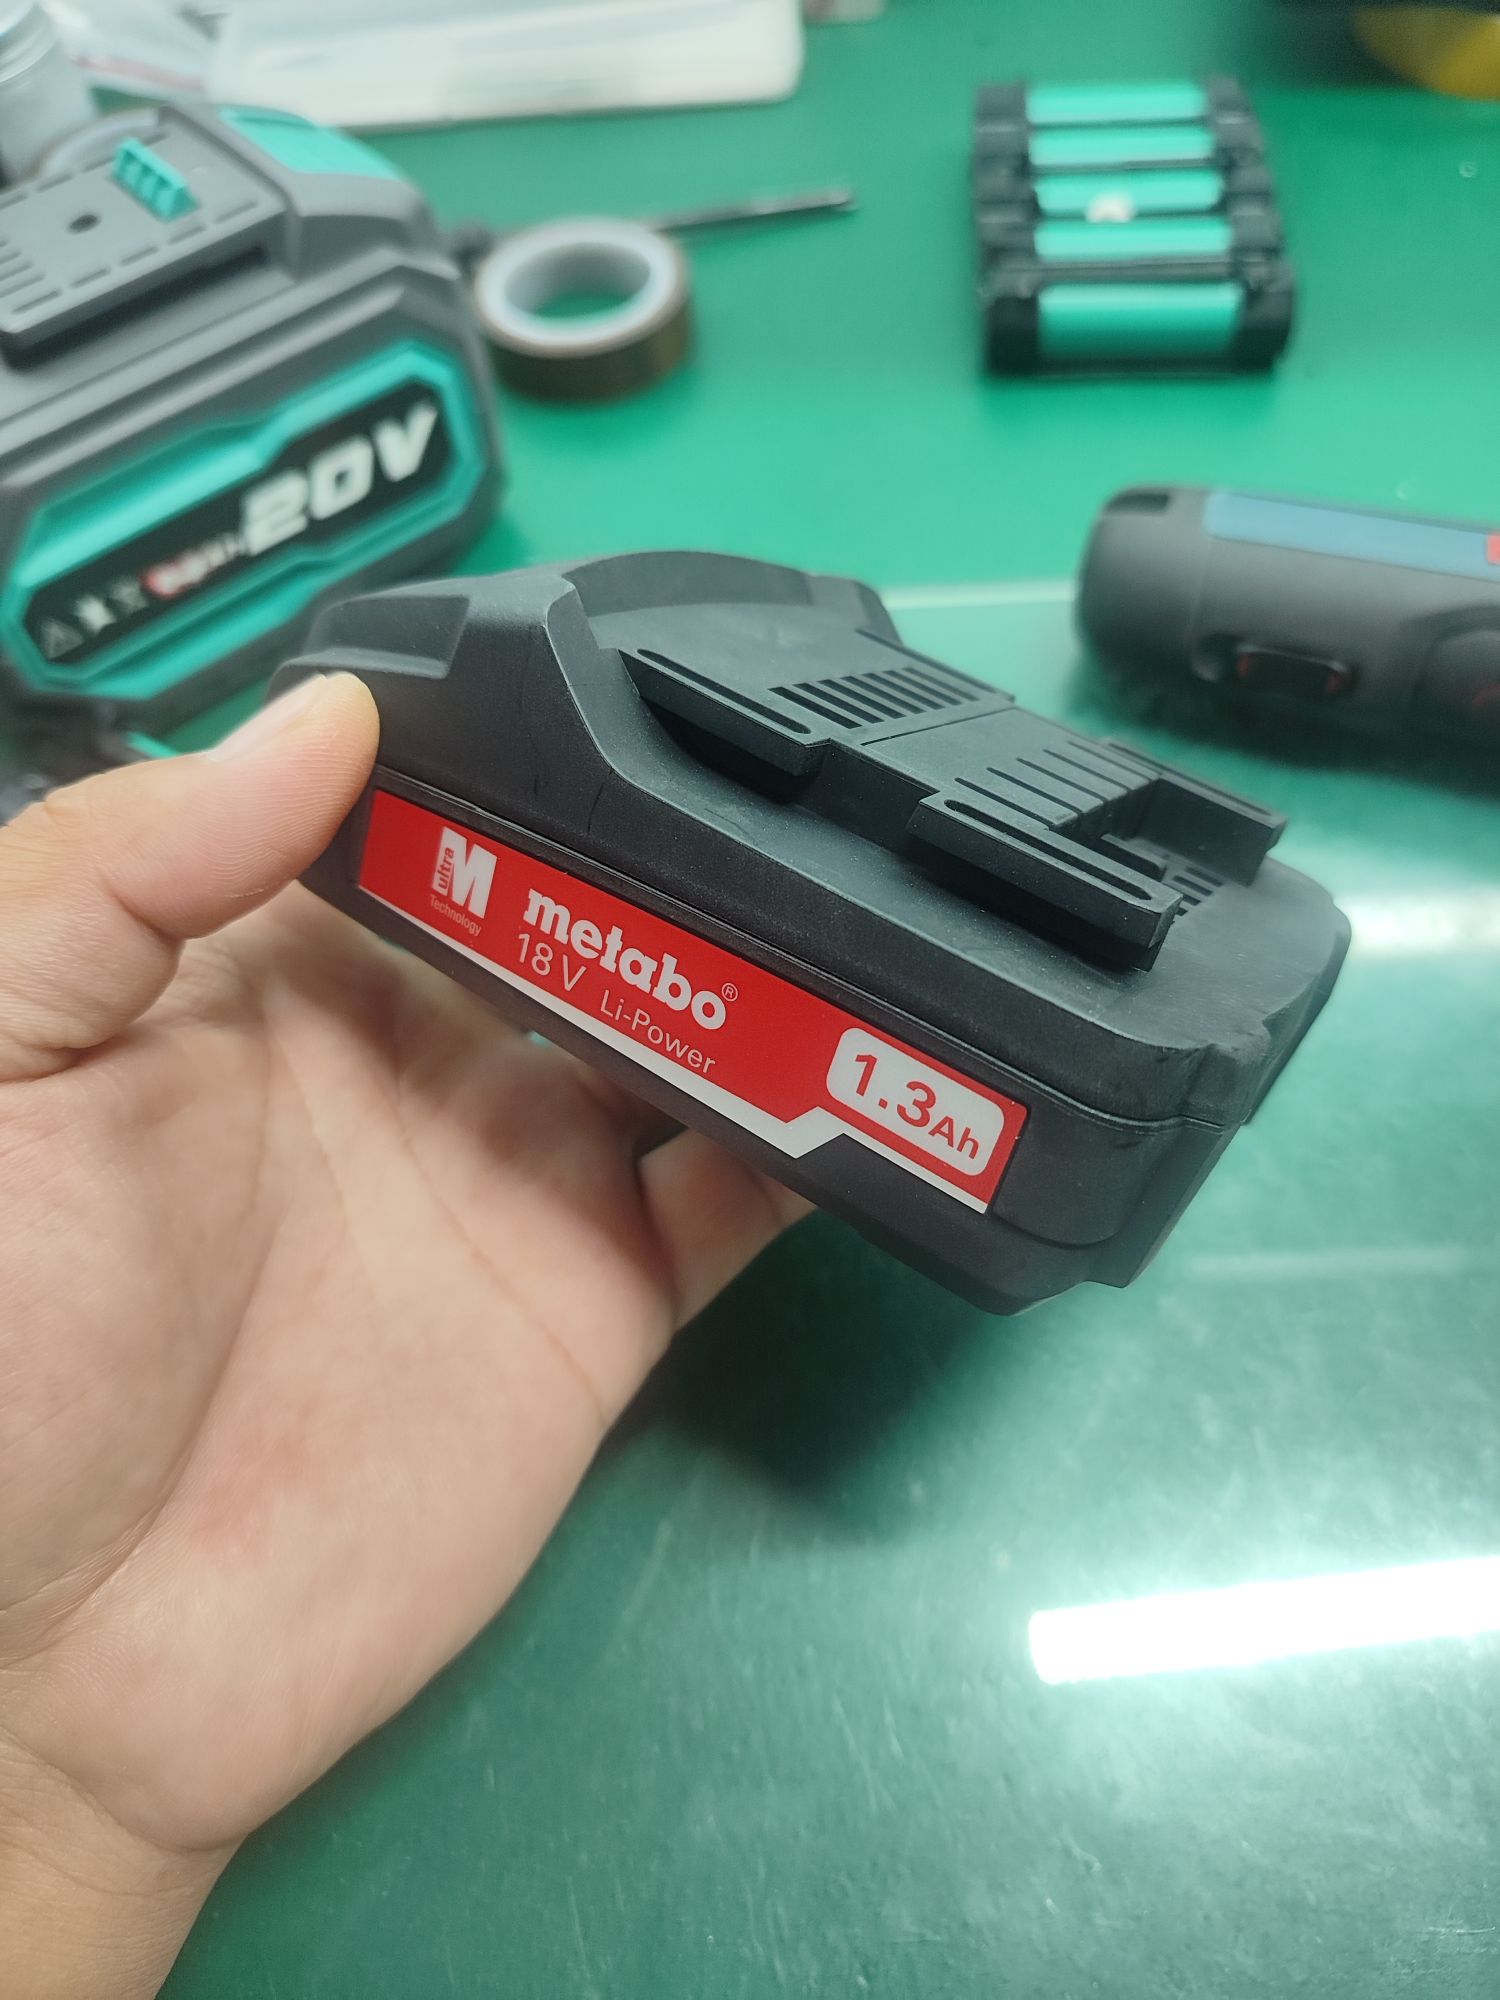 20V
M
ultra
Technology
metabo®
18 V Li-Power
1.3Ah